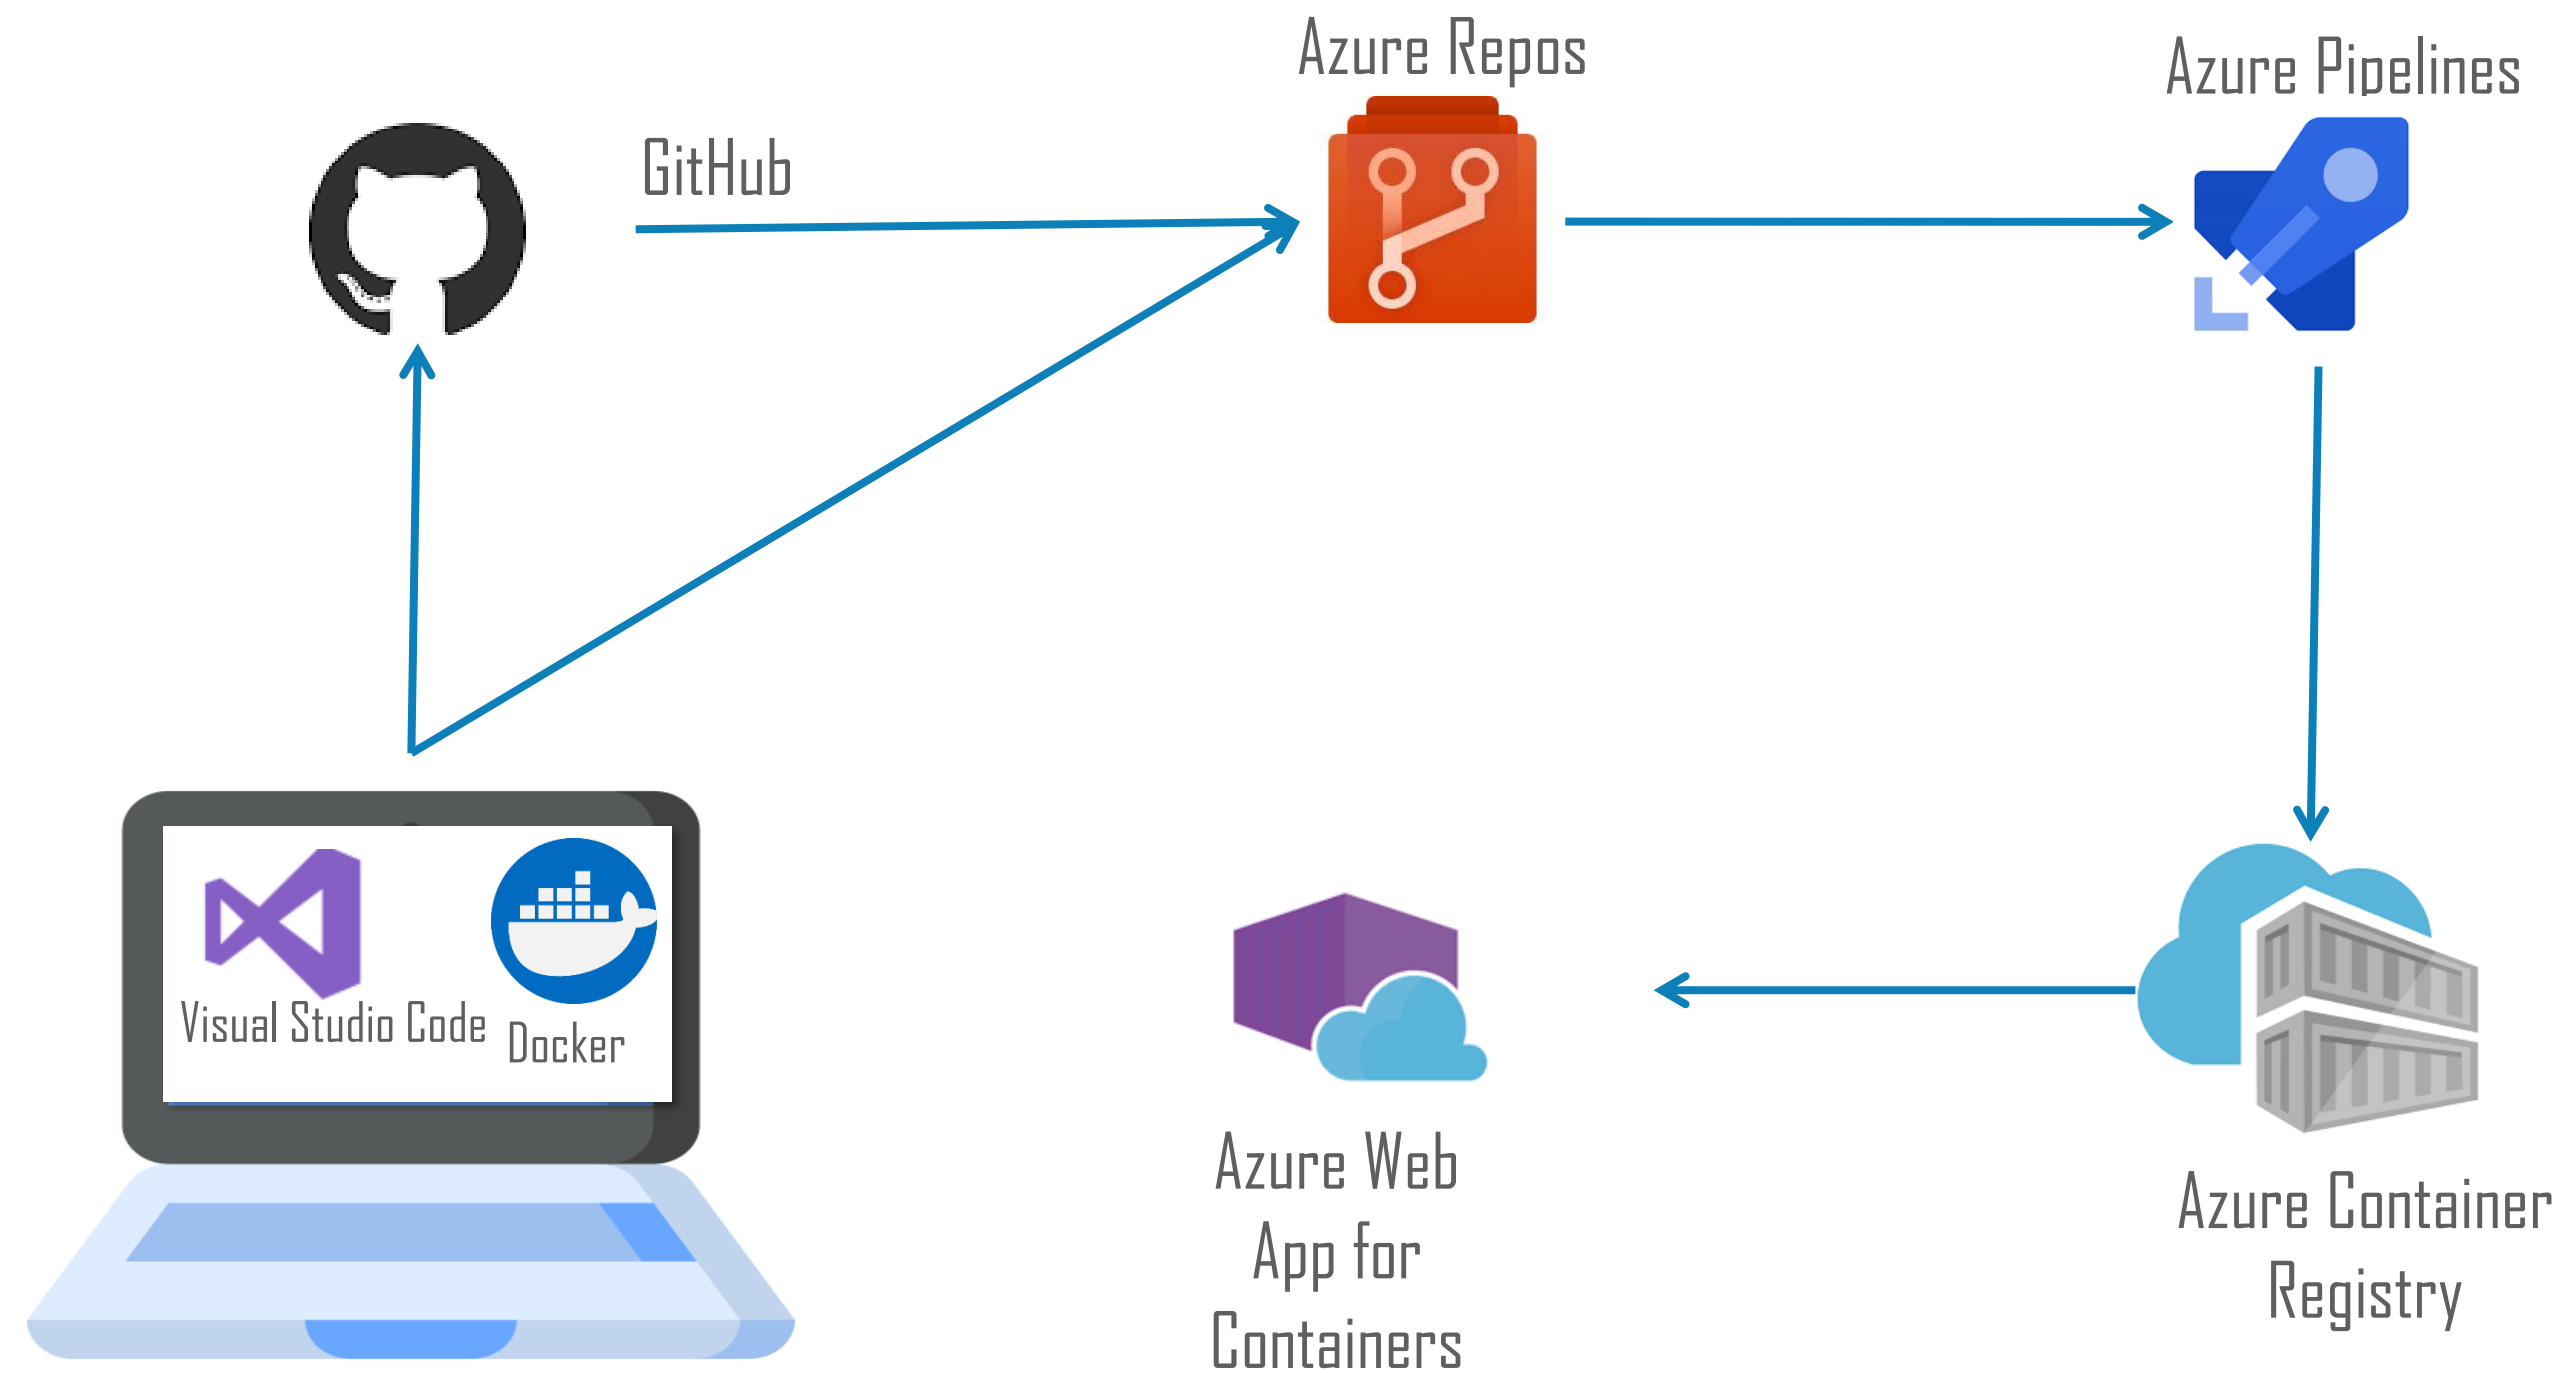 Azure Repos
Azure Pipelines
GitHub
Visual Studio Code
Docker
Azure Web
App for
Containers
Azure Container
Registry